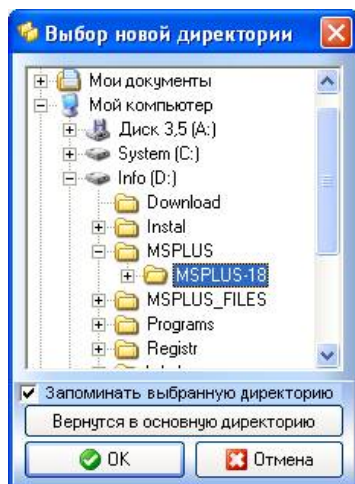 Выбор новой директории
Мои документы
Мой компьютер
Диск 3,5 (A:)
System (C:)
Info (D:)
Download
Instal
MSPLUS
MSPLUS-18
MSPLUS_FILES
Programs
Registr
Запоминать выбранную директорию
Вернутся в основную директорию
OK
Отмена